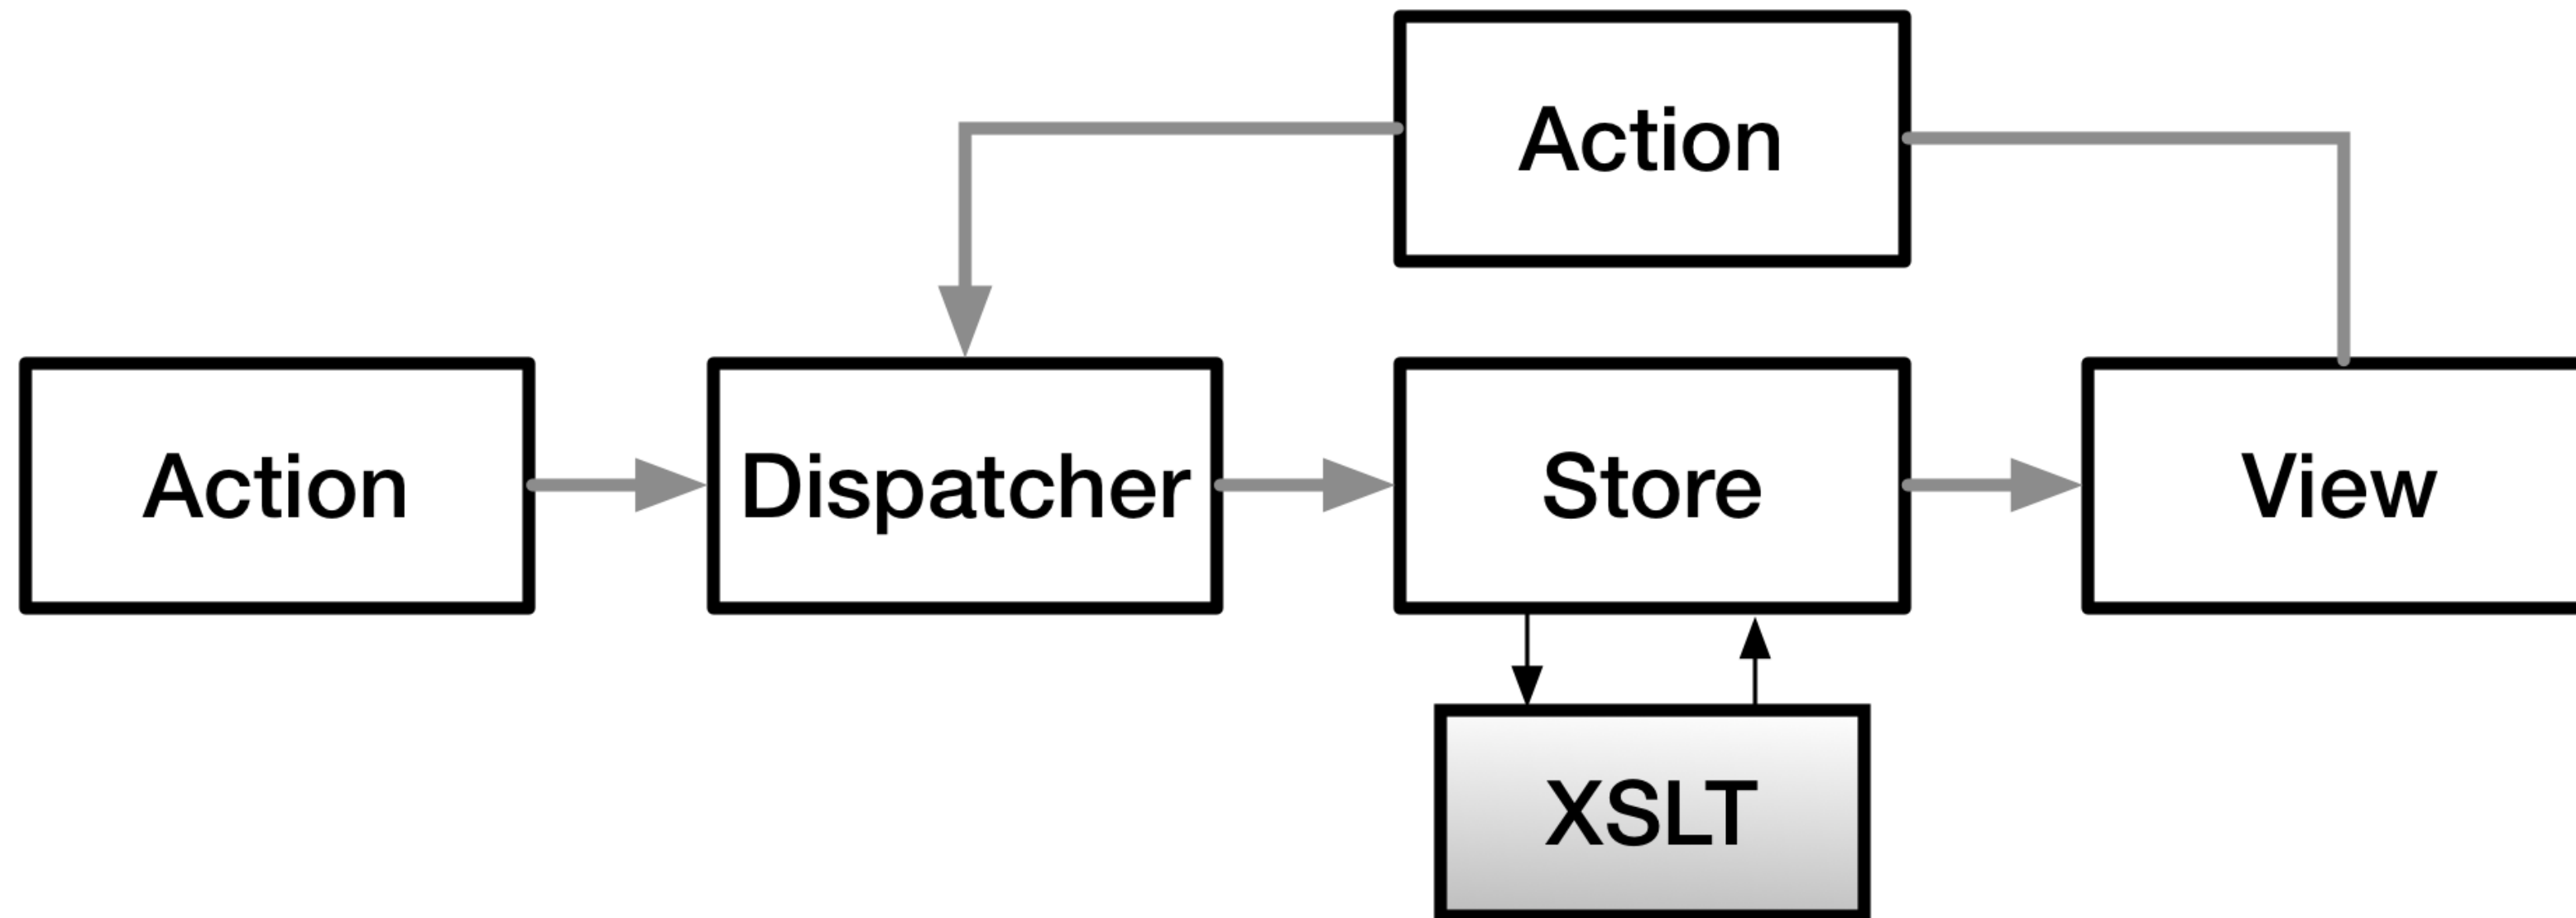 Action
Action
Dispatcher
Store
View
XSLT